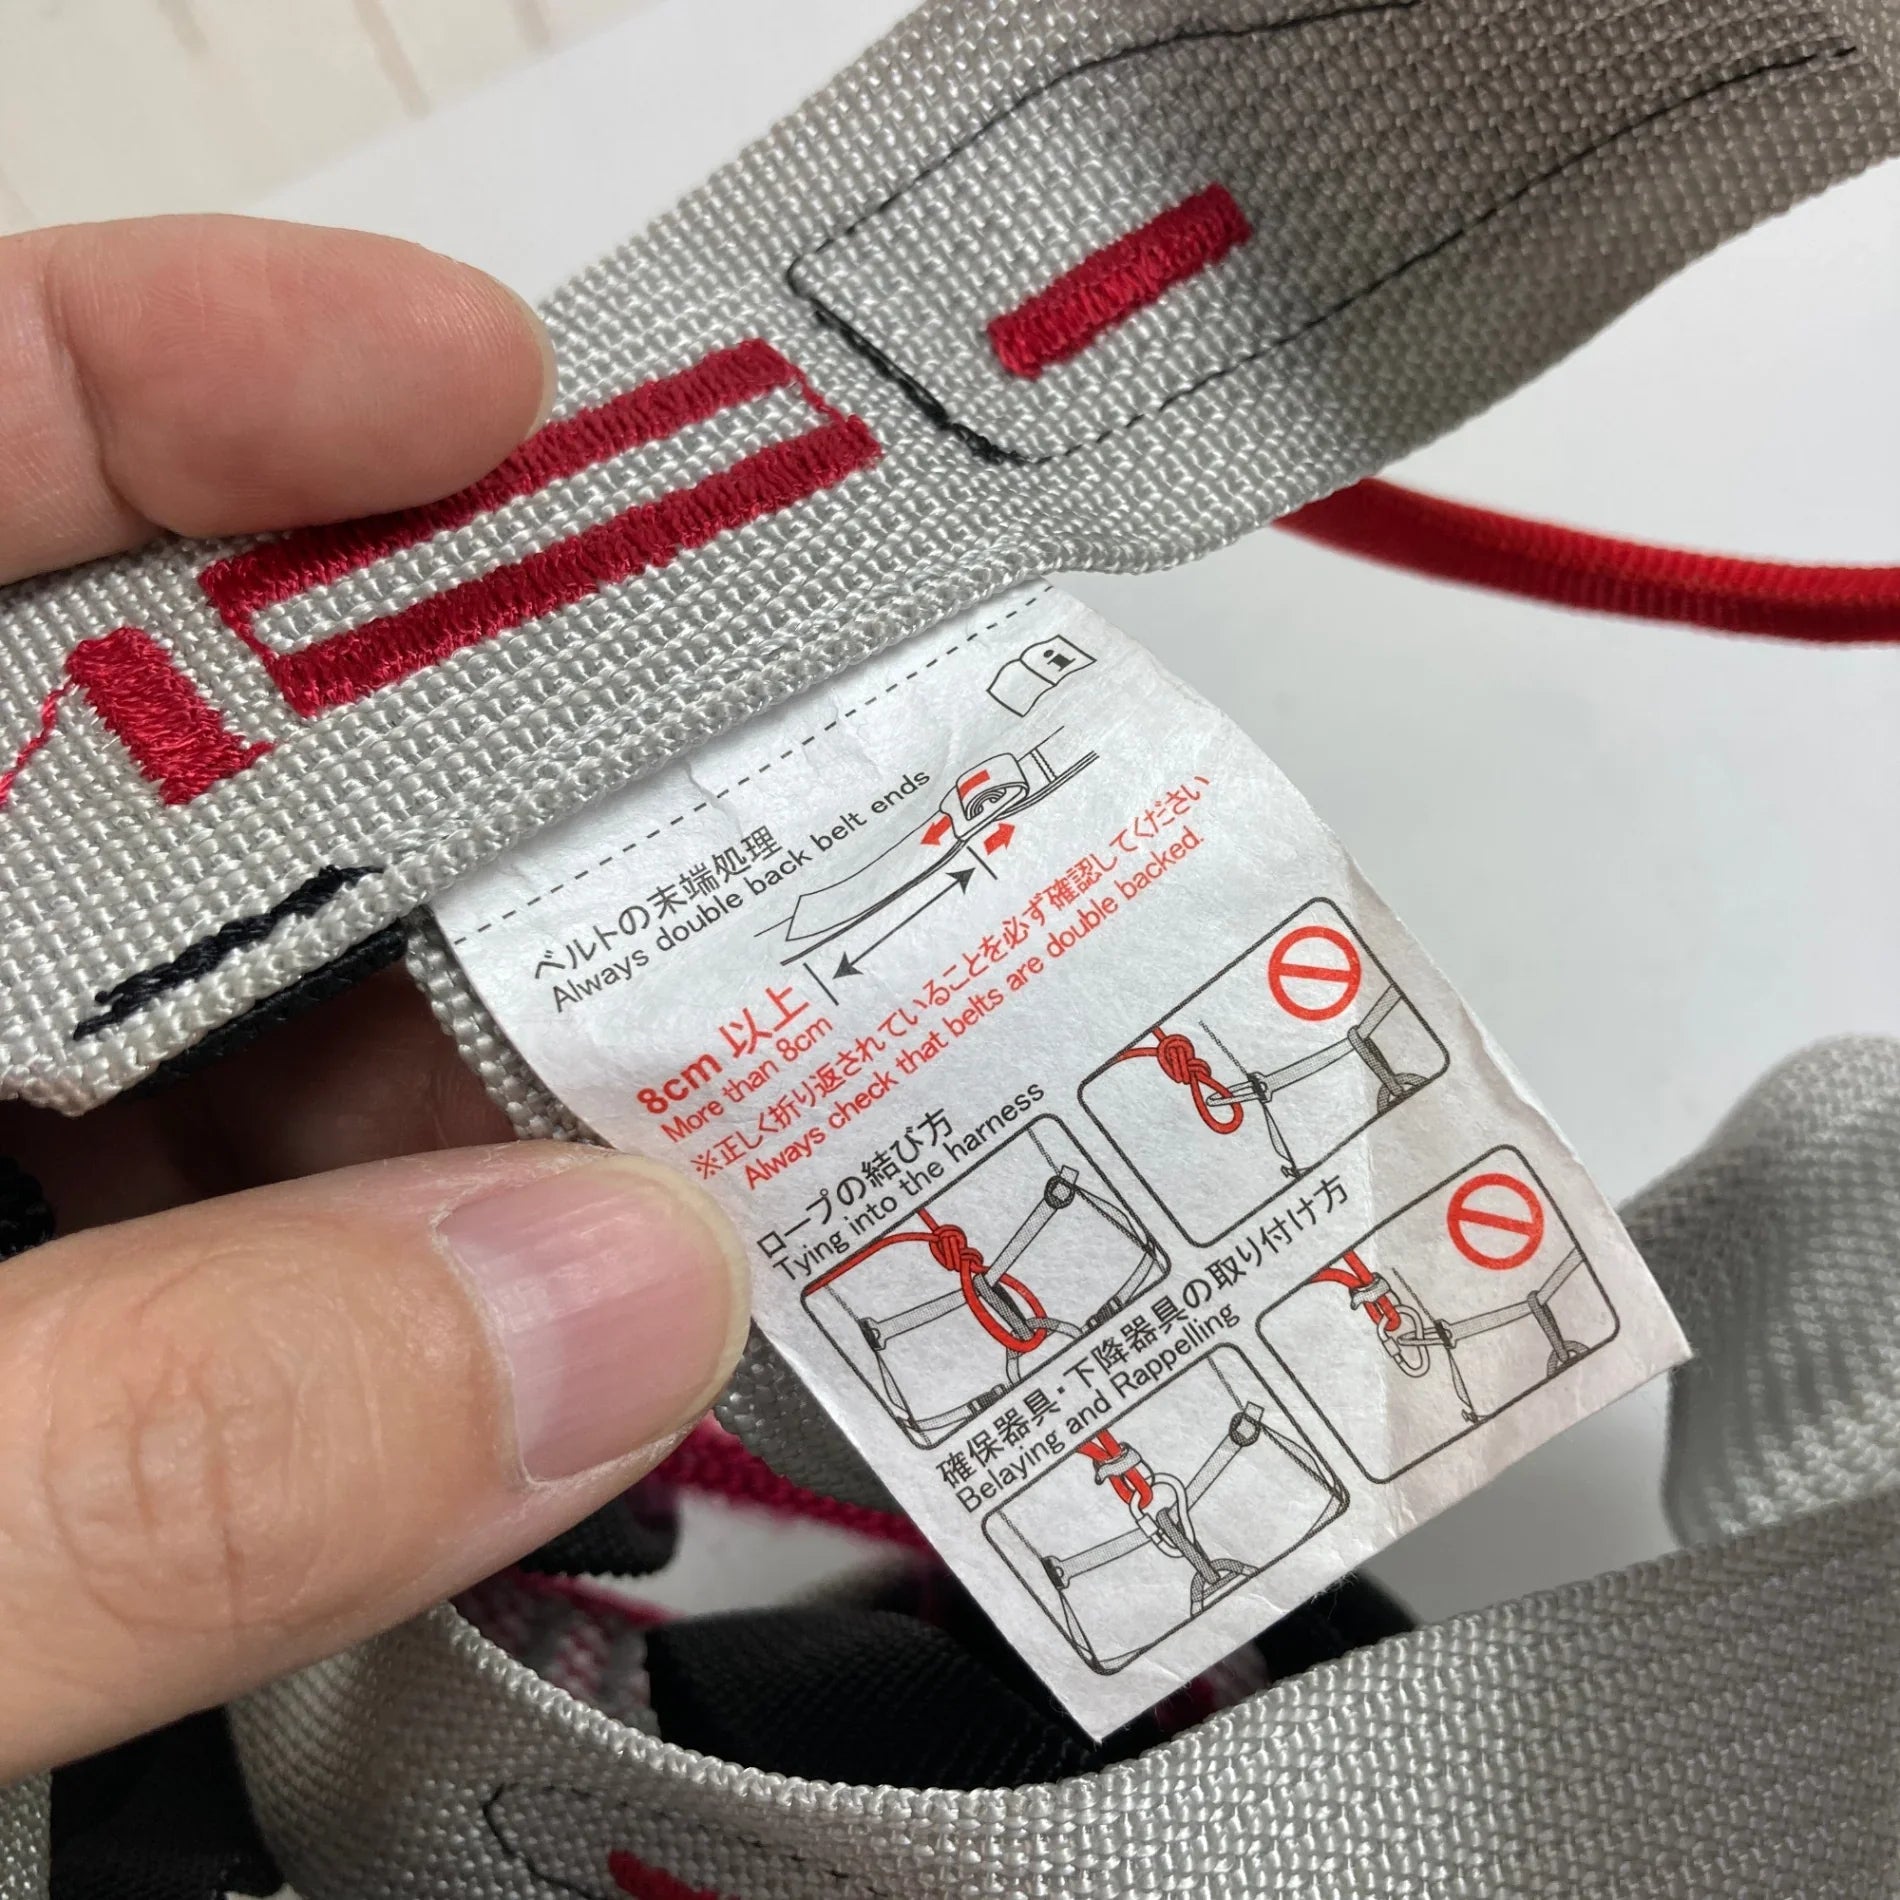 i
ベルトの末端処理
Always double back belt ends
8cm 以上
More than 8cm
※正しく折り返されていることを必ず確認してください
Always check that belts are double backed.
ロープの結び方
Tying into the harness
確保器具・下降器具の取り付け方
Belaying and Rappelling